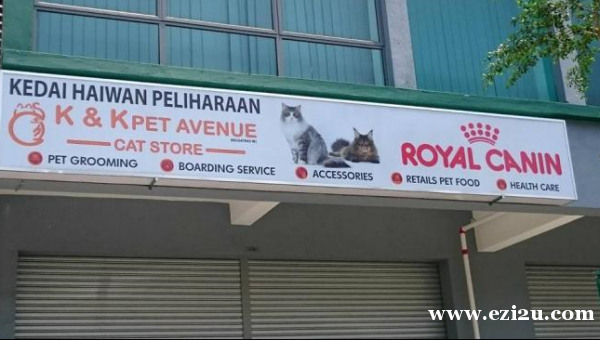 KEDAI HAIWAN PELIHARAAN
K & K PET AVENUE
CAT STORE
ROYAL CANIN
PET GROOMING
BOARDING SERVICE
ACCESSORIES
RETAILS PET FOOD
HEALTH CARE
www.ezi2u.com